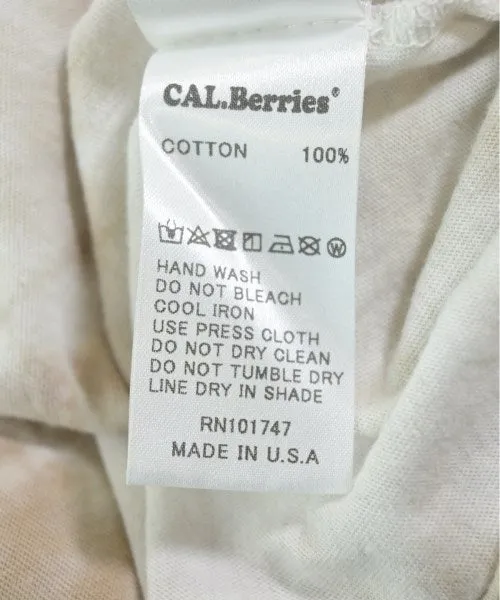 CAL.Berries®
COTTON 100%
W
HAND WASH
DO NOT BLEACH
COOL IRON
USE PRESS CLOTH
DO NOT DRY CLEAN
DO NOT TUMBLE DRY
LINE DRY IN SHADE
RN101747
MADE IN U.S.A